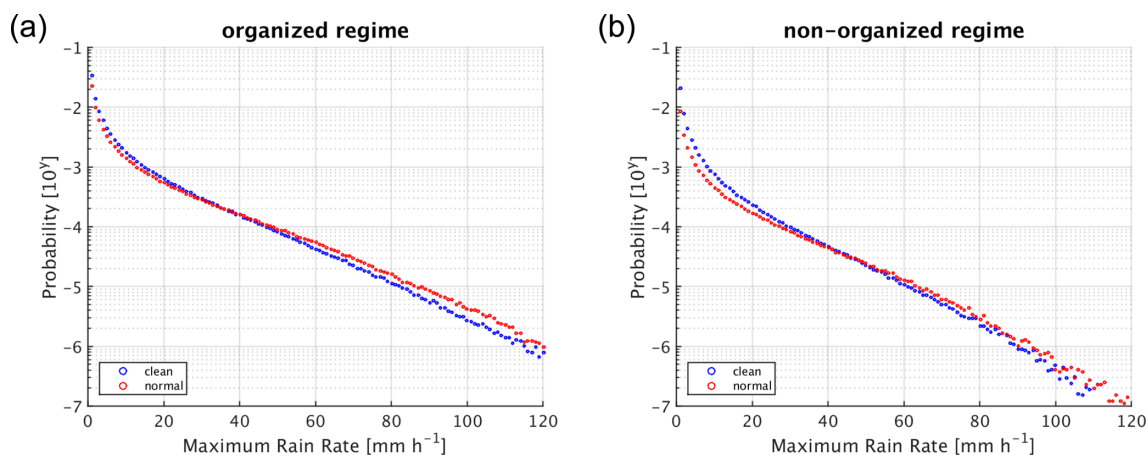 (a)
organized regime
-1
-2
-3
-4
-5
-6
-7
Probability [10^y]
0 20 40 60 80 100 120
Maximum Rain Rate [mm h^-1]
clean
normal
(b)
non-organized regime
-1
-2
-3
-4
-5
-6
-7
Probability [10^y]
0 20 40 60 80 100 120
Maximum Rain Rate [mm h^-1]
clean
normal